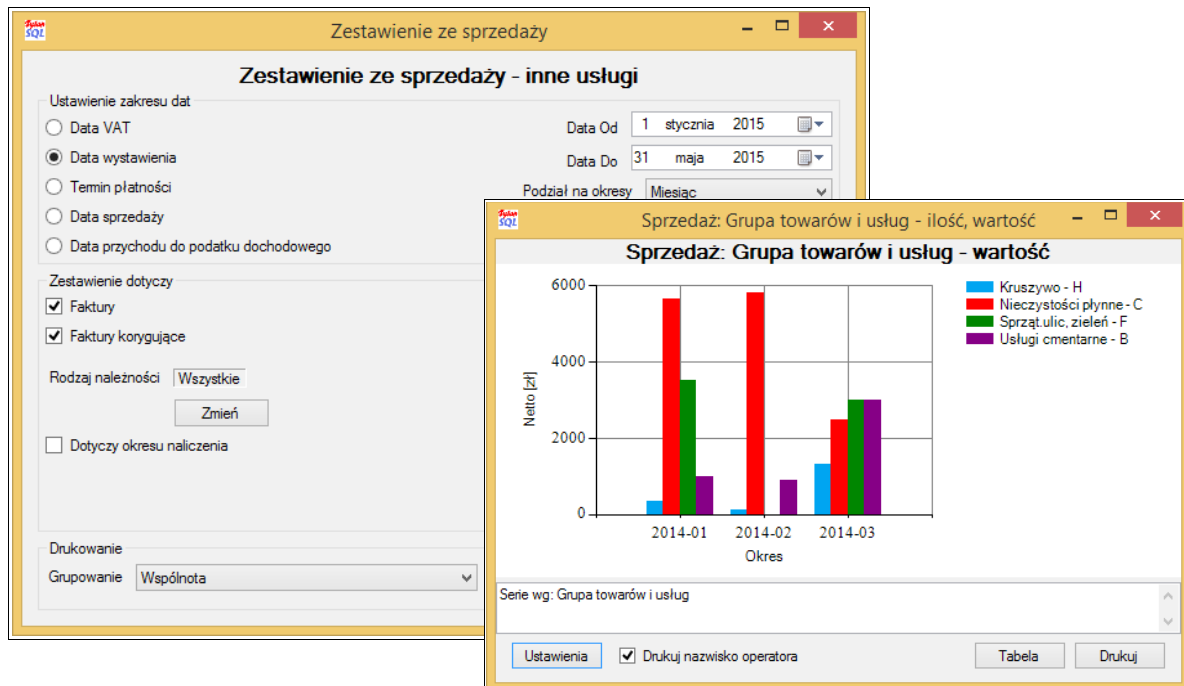 Sylan SQL
Zestawienie ze sprzedaży
Zestawienie ze sprzedaży - inne usługi
Ustawienie zakresu dat
Data VAT
Data wystawienia
Termin płatności
Data sprzedaży
Data przychodu do podatku dochodowego
Data Od 1 stycznia 2015
Data Do 31 maja 2015
Podział na okresy Miesiąc
Zestawienie dotyczy
Faktury
Faktury korygujące
Rodzaj należności Wszystkie
Zmień
Dotyczy okresu naliczenia
Drukowanie
Grupowanie Wspólnota
Sylan SQL
Sprzedaż: Grupa towarów i usług - ilość, wartość
Sprzedaż: Grupa towarów i usług - wartość
Netto [zł]
6000
4000
2000
0
2014-01 2014-02 2014-03
Okres
Kruszywo - H
Nieczystości płynne - C
Sprząt.ulic, zieleń - F
Usługi cmentarne - B
Serie wg: Grupa towarów i usług
Ustawienia
Drukuj nazwisko operatora
Tabela
Drukuj